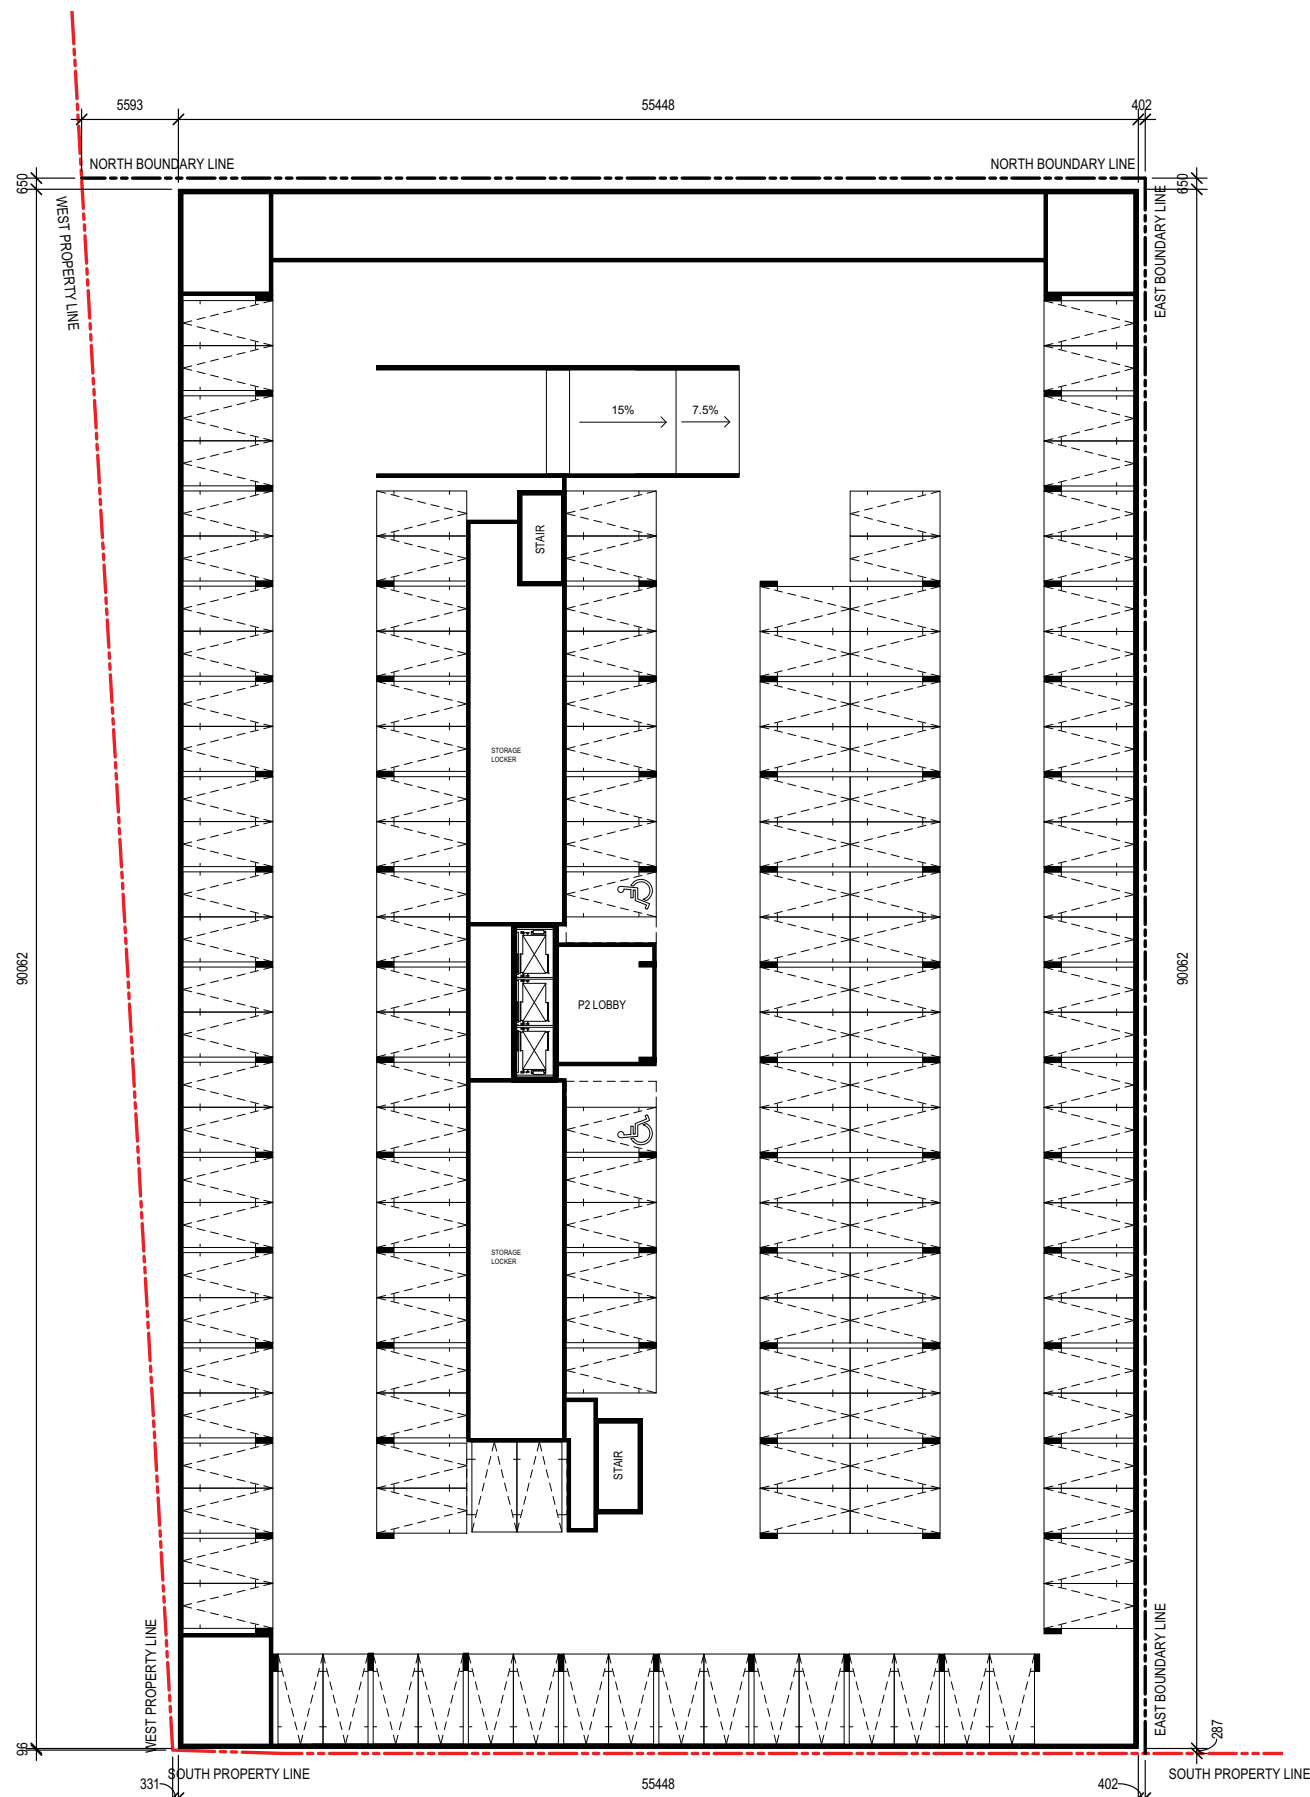 5593
55448
402
NORTH BOUNDARY LINE
NORTH BOUNDARY LINE
650
650
WEST PROPERTY LINE
EAST BOUNDARY LINE
15%
7.5%
STAIR
STORAGE
LOCKER
90062
P2 LOBBY
90062
STORAGE
LOCKER
STAIR
WEST PROPERTY LINE
EAST BOUNDARY LINE
96
287
SOUTH PROPERTY LINE
SOUTH PROPERTY LINE
331
55448
402